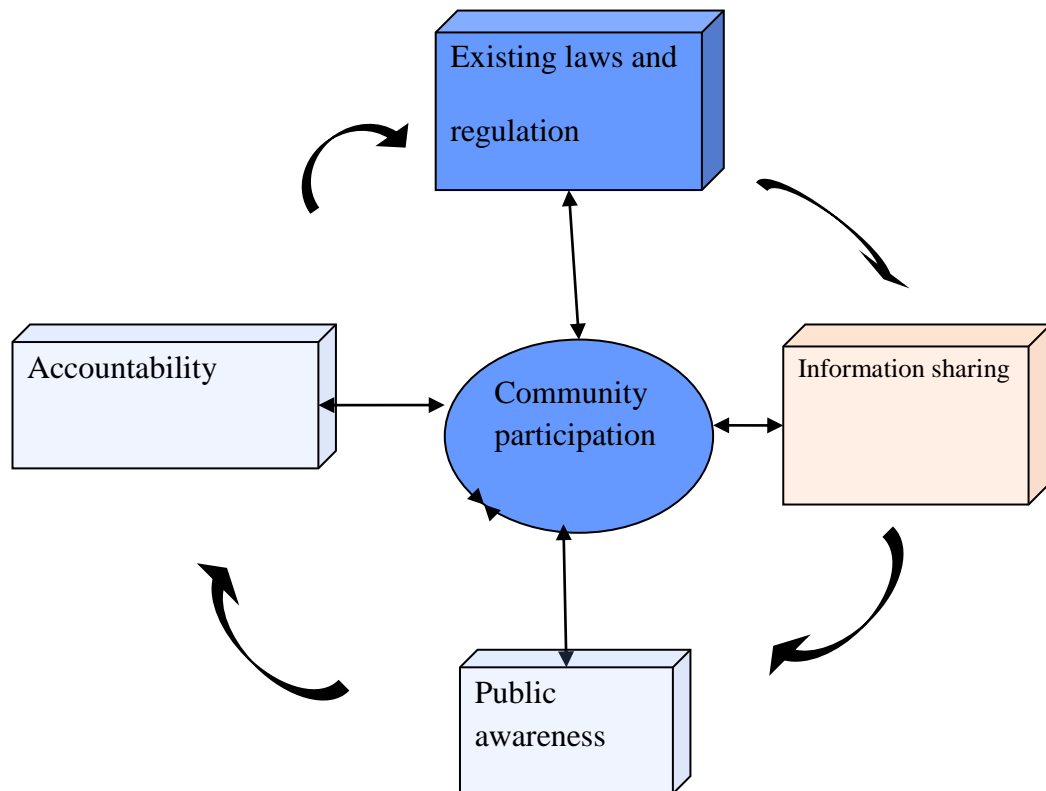 Existing laws and
regulation
Accountability
Community
participation
Information sharing
Public
awareness